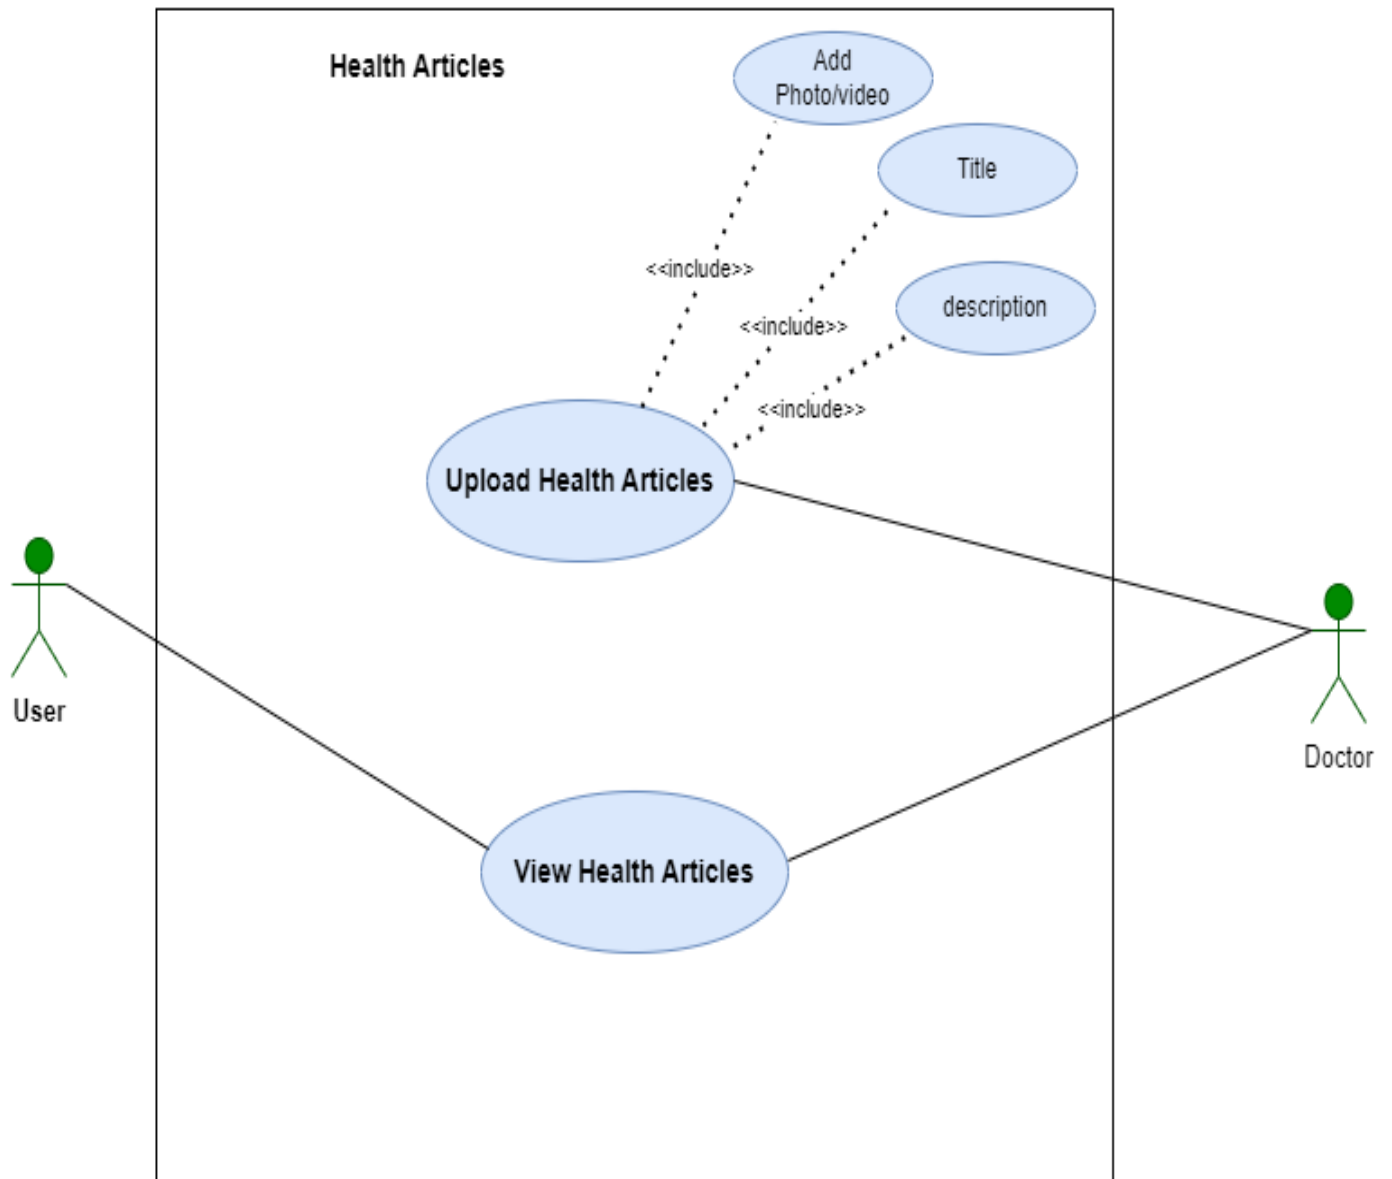 Health Articles
Add
Photo/video
Title
<<include>>
description
<<include>>
<<include>>
Upload Health Articles
User
Doctor
View Health Articles